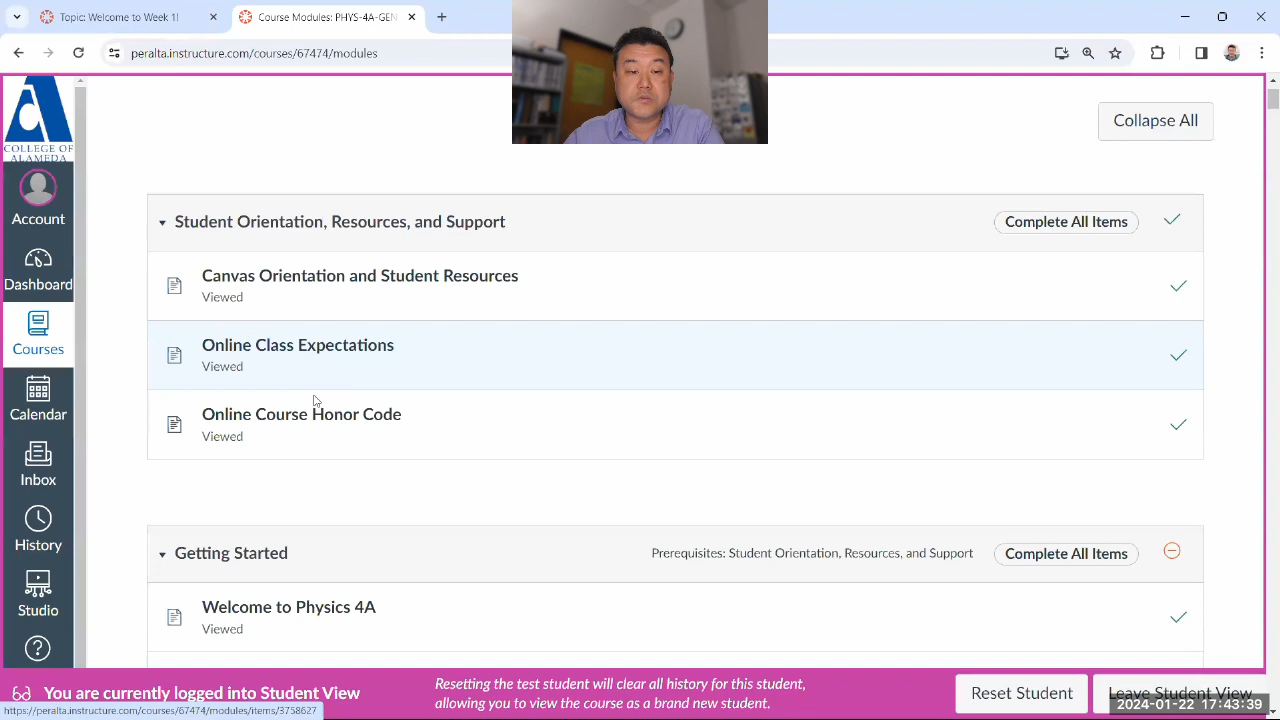 Welcome to Week 1!
PHYSICS 4A-GEN
peralta.instructure.com/courses/67474/modules
COLLEGE OF
ALAMEDA
Account
Dashboard
Courses
Calendar
Inbox
History
Studio
Collapse All
Student Orientation, Resources, and Support
Complete All Items
Canvas Orientation and Student Resources
Viewed
Online Class Expectations
Viewed
Online Course Honor Code
Viewed
Getting Started
Prerequisites: Student Orientation, Resources, and Support
Complete All Items
Welcome to Physics 4A
Viewed
You are currently logged into Student View
Resetting the test student will clear all history for this student,
allowing you to view the course as a brand new student.
Reset Student
Leave Student View
https://peralta.instructure.com/courses/67474/modules/items/3758627
2024-01-22 17:43:39